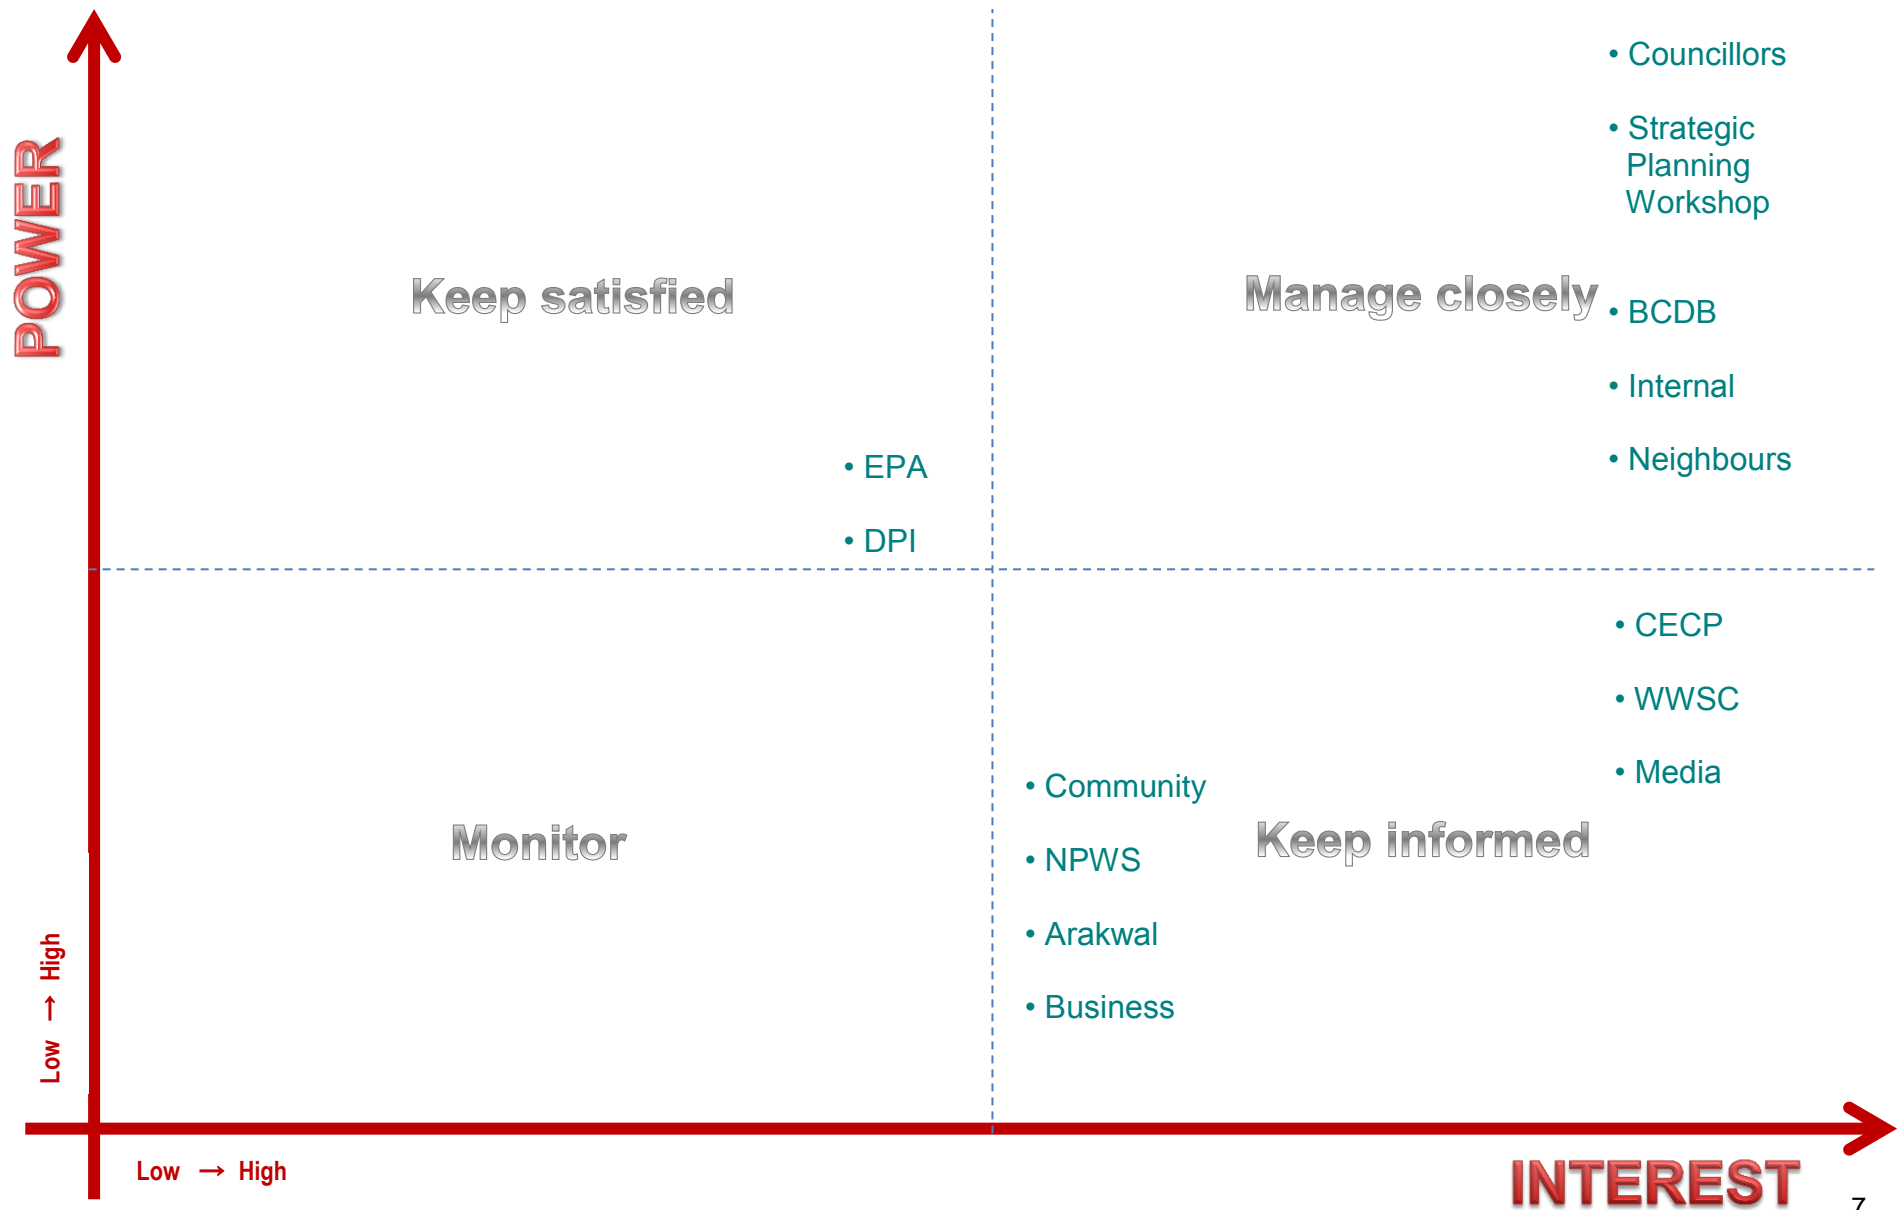 POWER
Low → High
Keep satisfied
• EPA
• DPI
Manage closely
• Councillors
• Strategic
Planning
Workshop
• BCDB
• Internal
• Neighbours
Monitor
Keep informed
• Community
• NPWS
• Arakwal
• Business
• CECP
• WWSC
• Media
Low → High
INTEREST
7